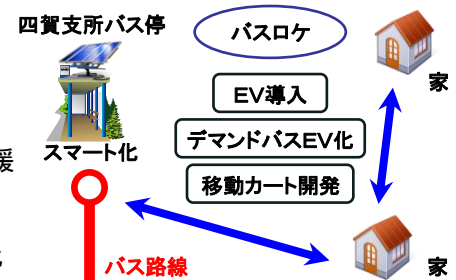 四賀支所バス停
バスロケ
家
EV導入
デマンドバスEV化
スマート化
援
移動カート開発
バス路線
家